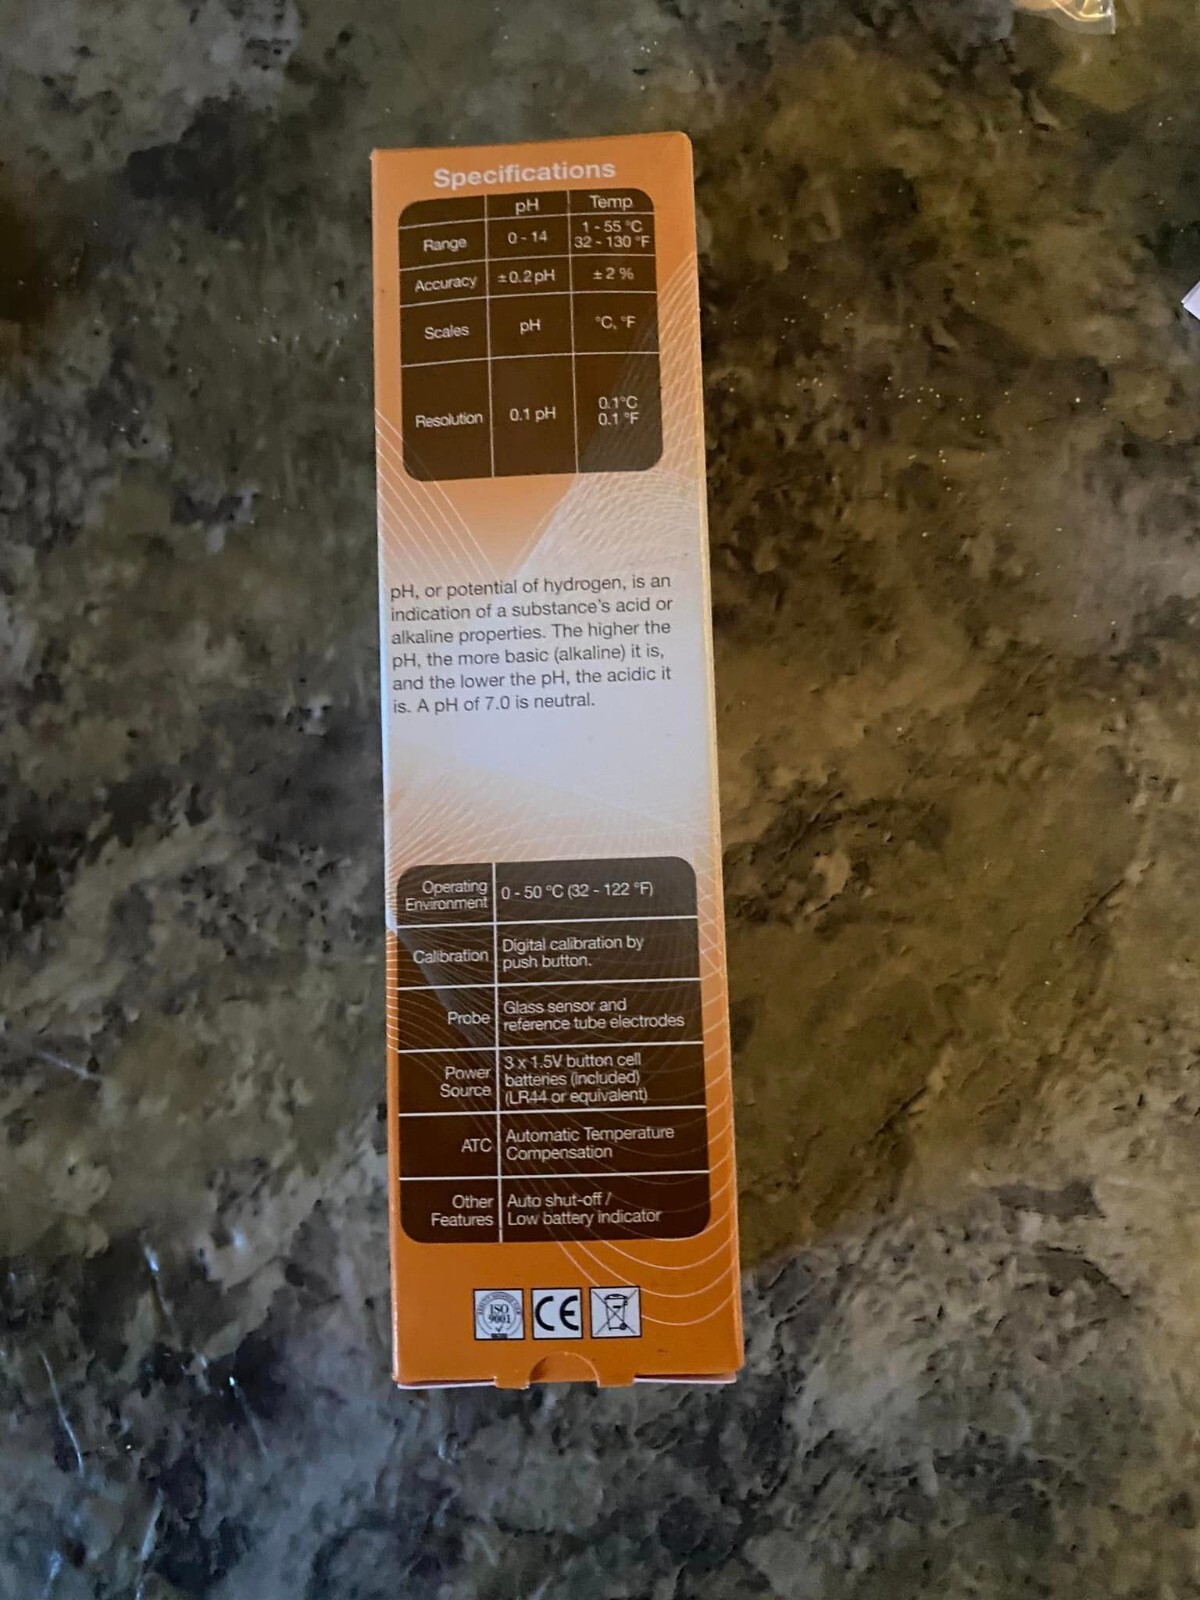 Specifications
pH Temp
Range 0 - 14 1 - 55 °C
32 - 130 °F
Accuracy ±0.2 pH ±2 %
Scales pH °C, °F
Resolution 0.1 pH 0.1°C
0.1 °F
pH, or potential of hydrogen, is an
indication of a substance's acid or
alkaline properties. The higher the
pH, the more basic (alkaline) it is,
and the lower the pH, the acidic it
is. A pH of 7.0 is neutral.
Operating
Environment
0 - 50 °C (32 - 122 °F)
Calibration
Digital calibration by
push button.
Probe
Glass sensor and
reference tube electrodes
Power
Source
3 x 1.5V button cell
batteries (included)
(LR44 or equivalent)
ATC
Automatic Temperature
Compensation
Other
Features
Auto shut-off /
Low battery indicator
ISO
9001
CE